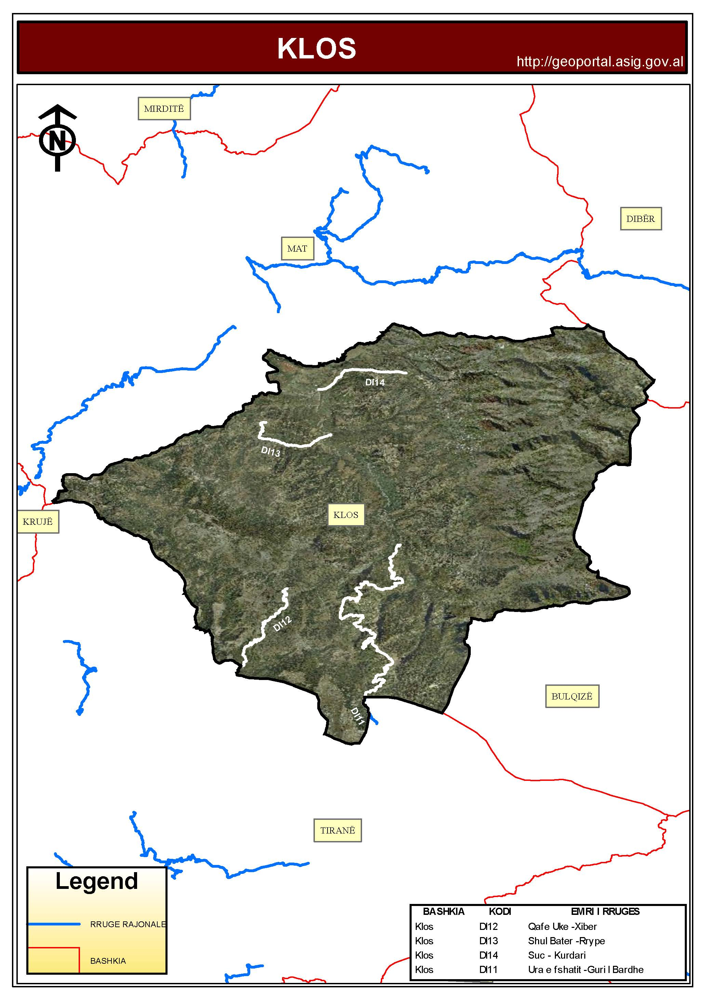 KLOS
http://geoportal.asig.gov.al
MIRDITË
N
DIBËR
MAT
DI14
DI13
KRUJË
KLOS
DI12
BULQIZË
DI11
TIRANË
Legend
RRUGE RAJONALE
BASHKIA
BASHKIA KODI EMRI I RRUGES
Klos DI12 Qafe Uke -Xiber
Klos DI13 Shul Bater -Rrype
Klos DI14 Suc - Kurdari
Klos DI11 Ura e fshatit -Guri I Bardhe